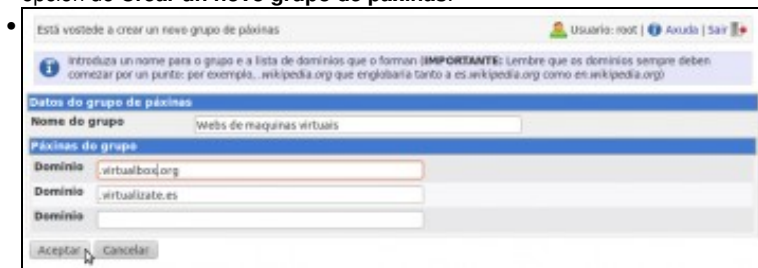 opción de Crear un novo grupo de páxinas.
Está vostede a crear un novo grupo de páxinas
Usuario: root | Axuda | Sair
Introduza un nome para o grupo e a lista de dominios que o forman (IMPORTANTE: Lembre que os dominios sempre deben
comezar por un punto: por exemplo, .wikipedia.org que englobaría tanto a es.wikipedia.org como en.wikipedia.org)
Datos do grupo de páxinas
Nome do grupo Webs de maquinas virtuais
Páxinas do grupo
Dominio .virtualbox.org
Dominio .virtualizate.es
Dominio
Aceptar Cancelar